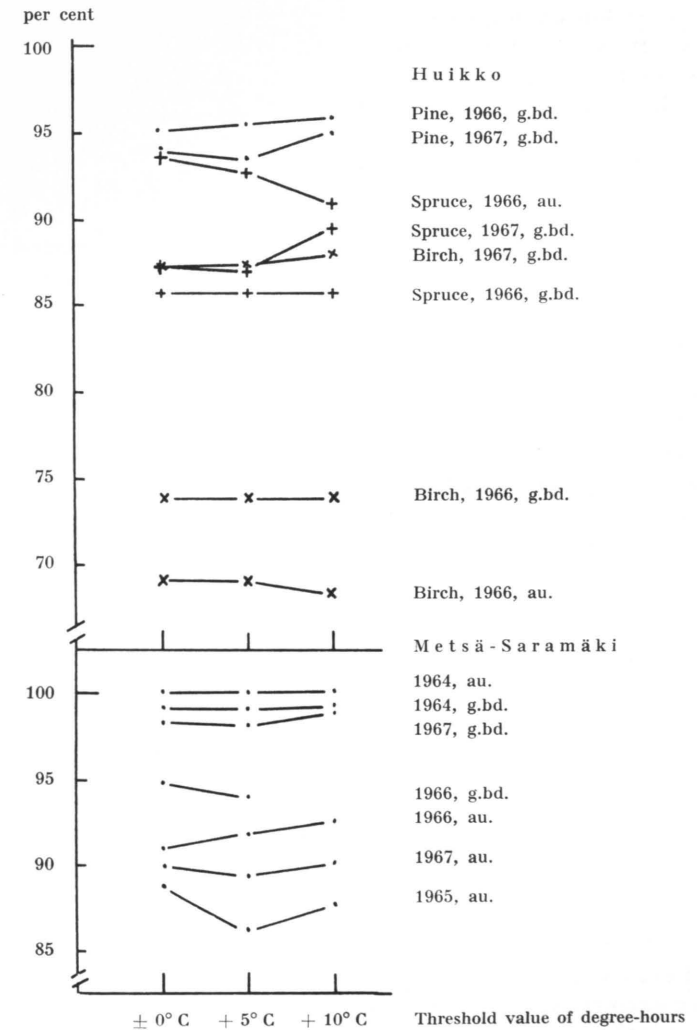 per cent
100
H u i k k o
Pine, 1966, g.bd.
95
Pine, 1967, g.bd.
Spruce, 1966, au.
90
Spruce, 1967, g.bd.
Birch, 1967, g.bd.
85
Spruce, 1966, g.bd.
80
75
Birch, 1966, g.bd.
70
Birch, 1966, au.
M e t s ä - S a r a m ä k i
1964, au.
100
1964, g.bd.
1967, g.bd.
95
1966, g.bd.
1966, au.
90
1967, au.
1965, au.
85
± 0° C + 5° C + 10° C Threshold value of degree-hours